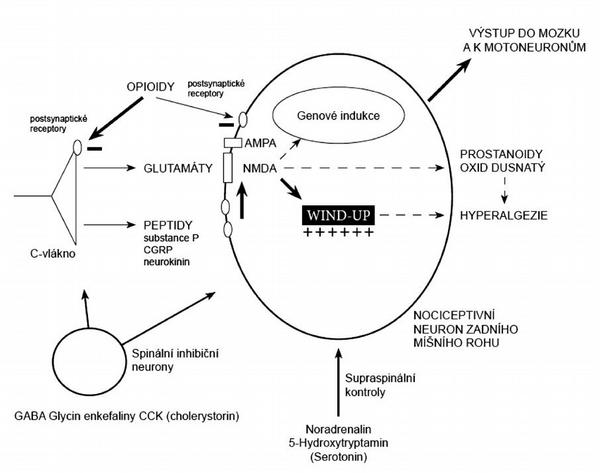 VÝSTUP DO MOZKU
A K MOTONEURONŮM
postsynaptické
receptory
OPIOIDY
postsynaptické
receptory
Genové indukce
AMPA
GLUTAMÁTY
NMDA
PROSTANOIDY
OXID DUSNATÝ
WIND-UP
++++++
HYPERALGEZIE
PEPTIDY
substance P
CGRP
neurokinin
C-vlákno
NOCICEPTIVNÍ
NEURON ZADNÍHO
MÍŠNÍHO ROHU
Spinální inhibiční
neurony
Supraspinální
kontroly
GABA Glycin enkefaliny CCK (cholerystorin)
Noradrenalin
5-Hydroxytryptamin
(Serotonin)